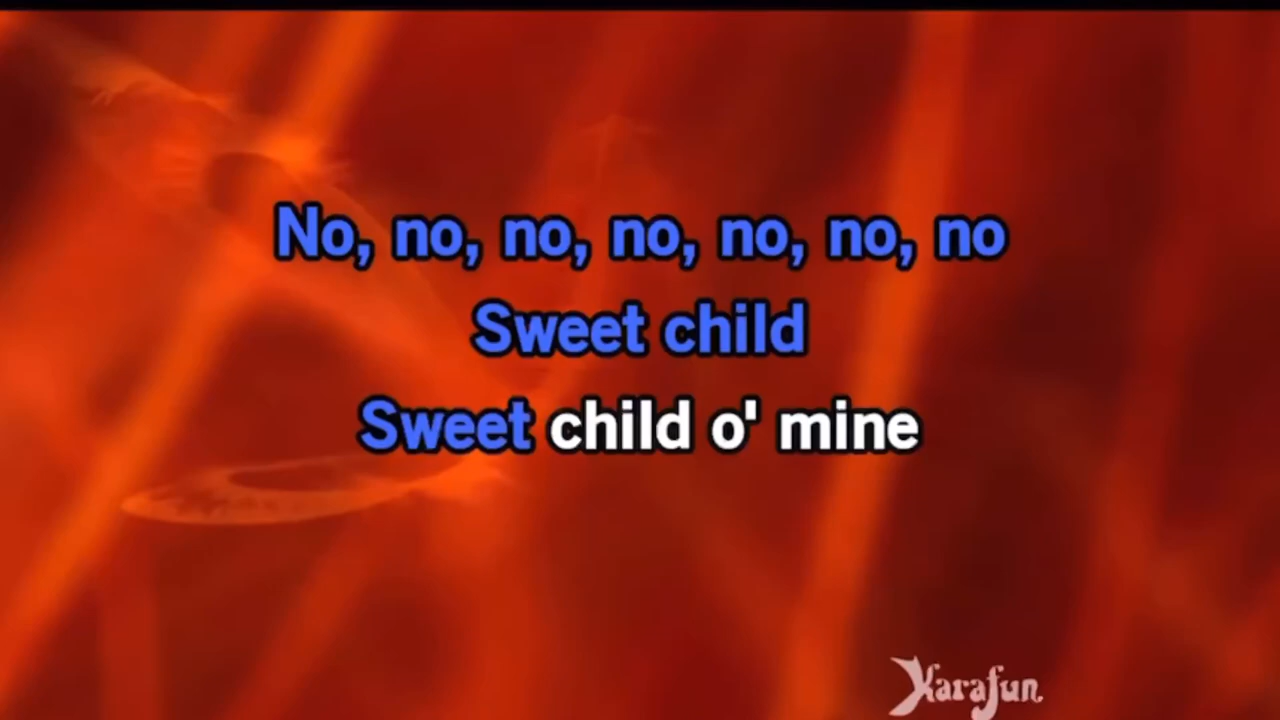 No, no, no, no, no, no, no
Sweet child
Sweet child o' mine
Karafun